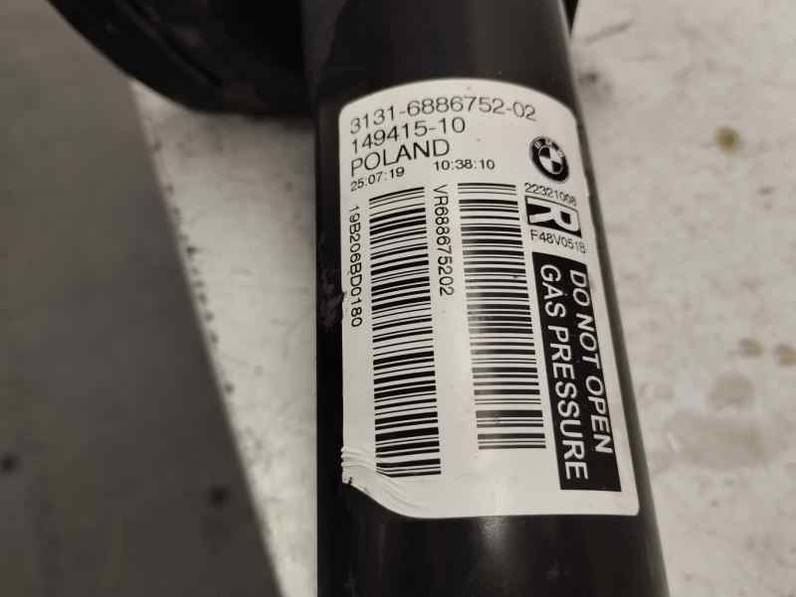 3131-6886752-02
149415-10
POLAND
25:07:19 10:38:10
BMW
22321008
R
F48V0518
VR688675202
19B206BD0180
DO NOT OPEN
GAS PRESSURE